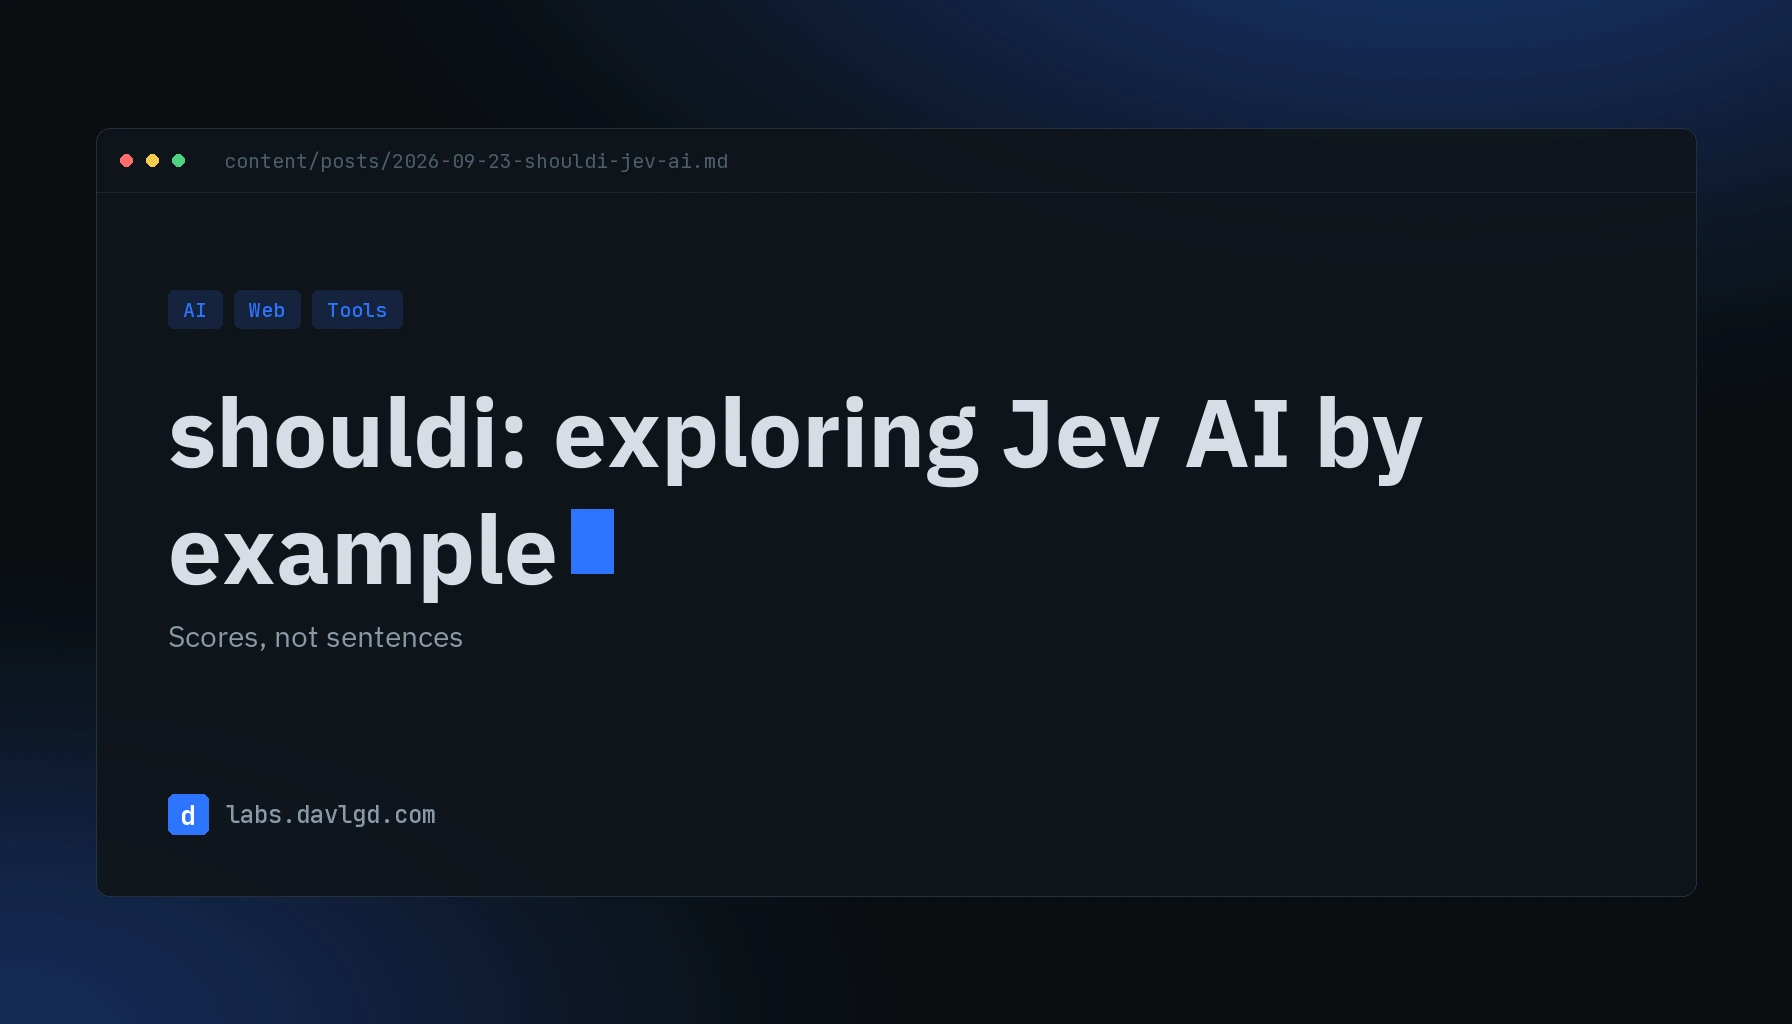 content/posts/2026-09-23-shouldi-jev-ai.md
AI Web Tools
shouldi: exploring Jev AI by
example
Scores, not sentences
d labs.davlgd.com